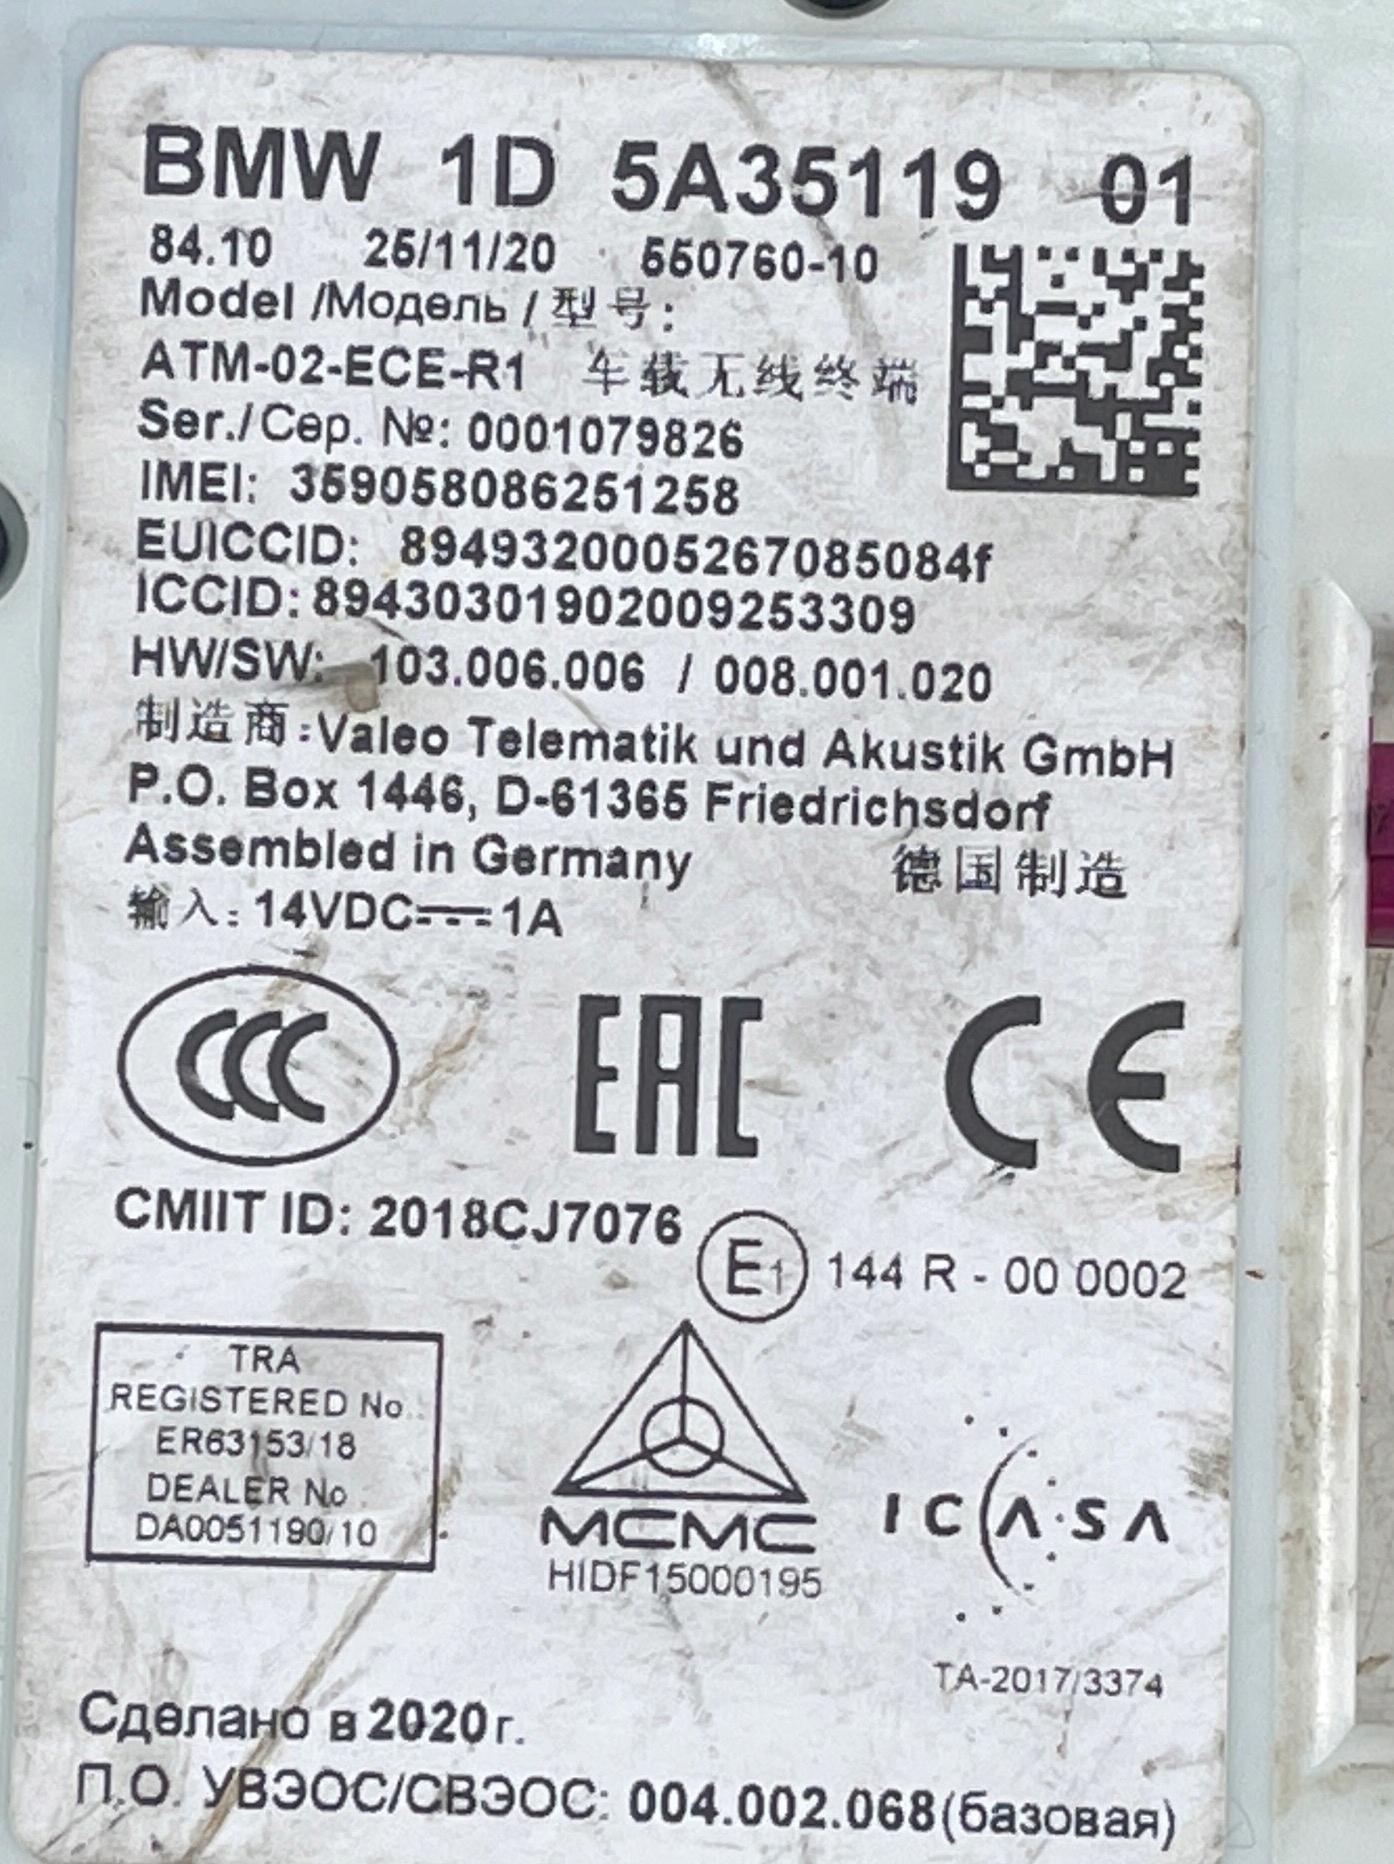 BMW 1D 5A35119 01
84.10 25/11/20 550760-10
Model /Модель / 型号:
ATM-02-ECE-R1 车载无线终端
Ser./Сер. №: 0001079826
IMEI: 359058086251258
EUICCID: 8949320005267085084f
ICCID: 89430301902009253309
HW/SW: 103.006.006 / 008.001.020
制造商:Valeo Telematik und Akustik GmbH
P.O. Box 1446, D-61365 Friedrichsdorf
Assembled in Germany 德国制造
输入: 14VDC⎓1A
CCC EAC CE
CMIIT ID: 2018CJ7076
E1 144 R - 00 0002
TRA
REGISTERED No.:
ER63153/18
DEALER No :
DA0051190/10
MCMC
HIDF15000195
ICASA
TA-2017/3374
Сделано в 2020г.
П.О. УВЭОС/СВЭОС: 004.002.068(базовая)